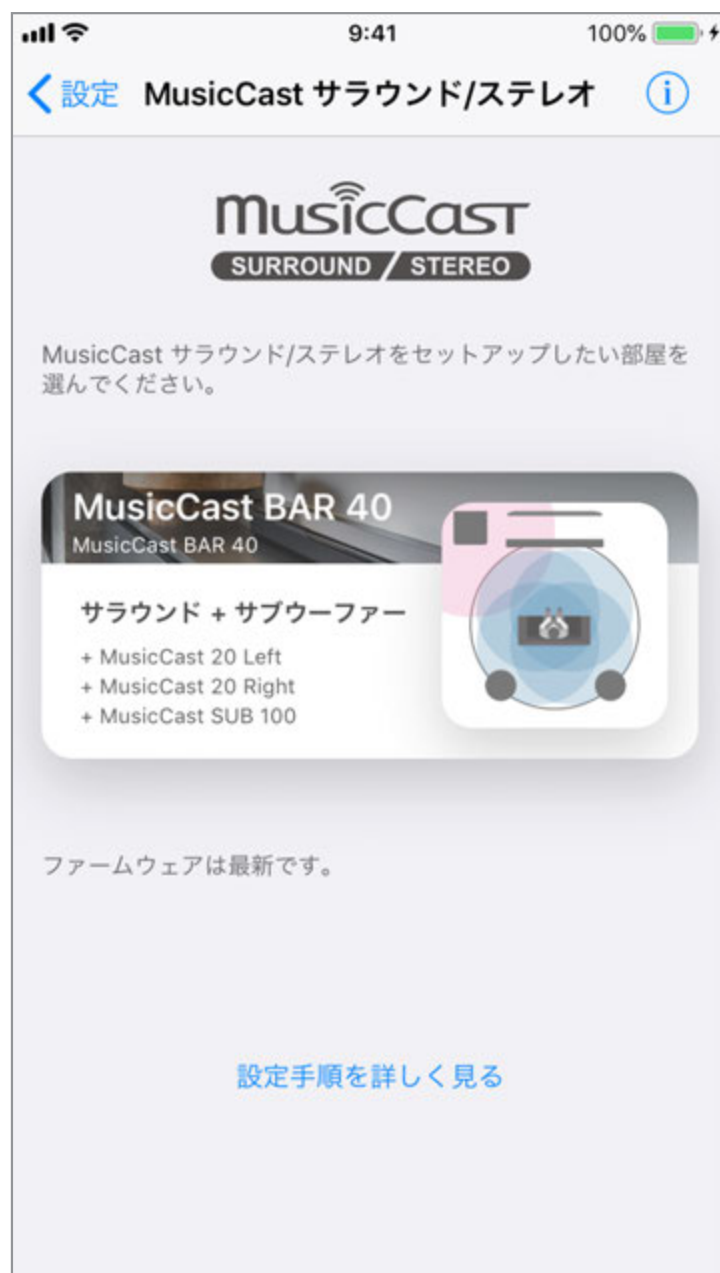 9:41
100%
設定
MusicCast サラウンド/ステレオ
i
MusicCast
SURROUND / STEREO
MusicCast サラウンド/ステレオをセットアップしたい部屋を
選んでください。
MusicCast BAR 40
MusicCast BAR 40
サラウンド + サブウーファー
+ MusicCast 20 Left
+ MusicCast 20 Right
+ MusicCast SUB 100
ファームウェアは最新です。
設定手順を詳しく見る